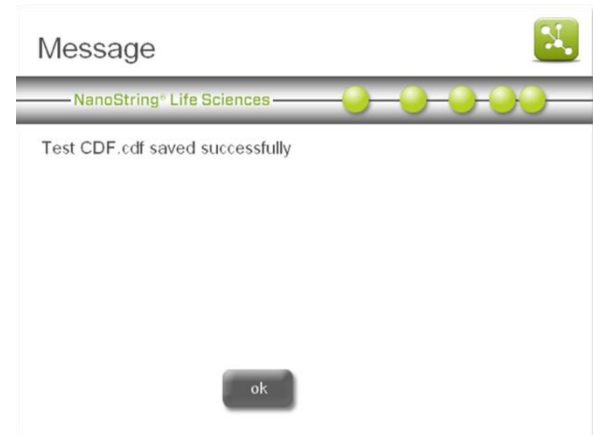 Message
NanoString® Life Sciences
Test CDF.cdf saved successfully
ok